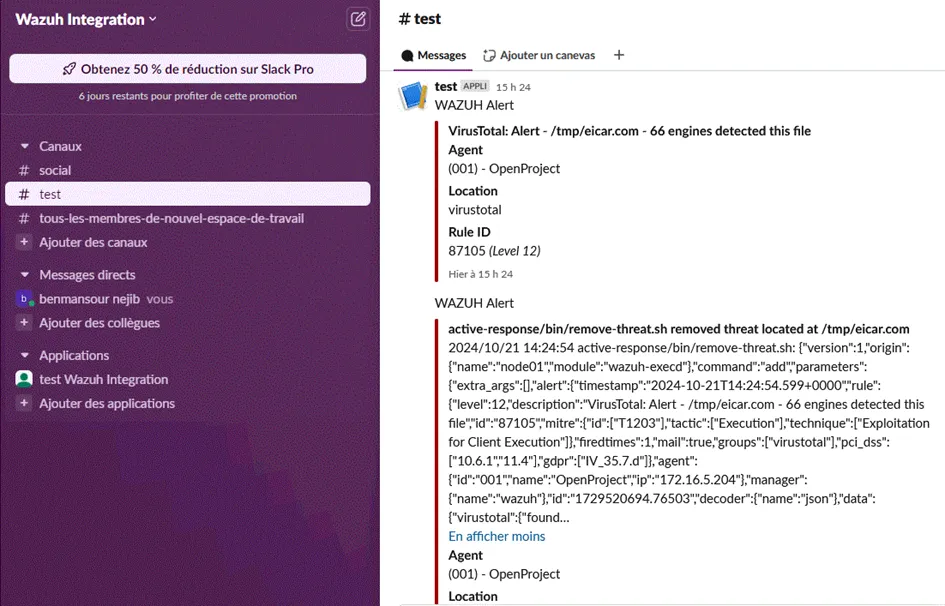 Wazuh Integration
Obtenez 50 % de réduction sur Slack Pro
6 jours restants pour profiter de cette promotion
Canaux
# social
# test
# tous-les-membres-de-nouvel-espace-de-travail
+ Ajouter des canaux
Messages directs
b benmansour nejib vous
+ Ajouter des collègues
Applications
test Wazuh Integration
+ Ajouter des applications
# test
Messages Ajouter un canevas +
test APPLI 15 h 24
WAZUH Alert
VirusTotal: Alert - /tmp/eicar.com - 66 engines detected this file
Agent
(001) - OpenProject
Location
virustotal
Rule ID
87105 (Level 12)
Hier à 15 h 24
WAZUH Alert
active-response/bin/remove-threat.sh removed threat located at /tmp/eicar.com
2024/10/21 14:24:54 active-response/bin/remove-threat.sh: {"version":1,"origin":
{"name":"node01","module":"wazuh-execd"},"command":"add","parameters":
{"extra_args":[],"alert":{"timestamp":"2024-10-21T14:24:54.599+0000","rule":
{"level":12,"description":"VirusTotal: Alert - /tmp/eicar.com - 66 engines detected this
file","id":"87105","mitre":{"id":["T1203"],"tactic":["Execution"],"technique":["Exploitation
for Client Execution"]},"firedtimes":1,"mail":true,"groups":["virustotal"],"pci_dss":
["10.6.1","11.4"],"gdpr":["IV_35.7.d"]},"agent":
{"id":"001","name":"OpenProject","ip":"172.16.5.204"},"manager":
{"name":"wazuh"},"id":"1729520694.76503","decoder":{"name":"json"},"data":
{"virustotal":{"found...
En afficher moins
Agent
(001) - OpenProject
Location